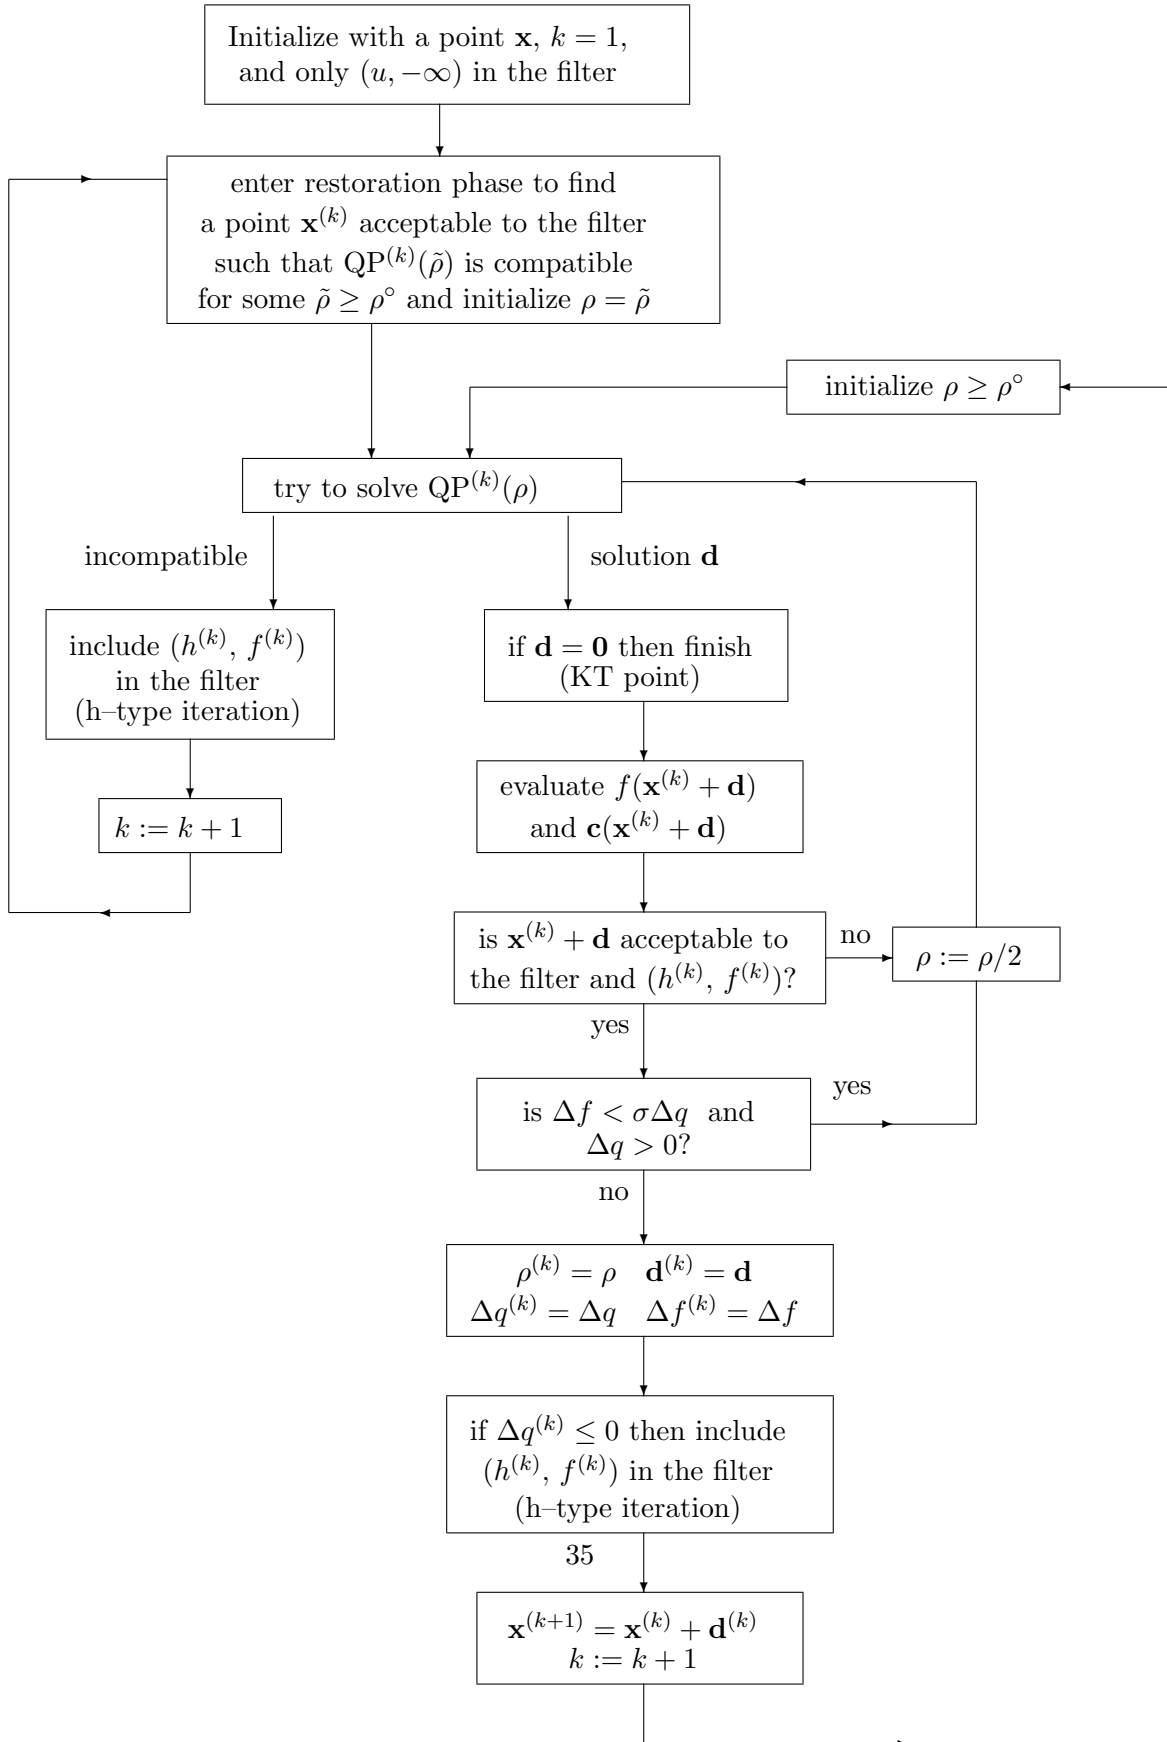 Initialize with a point **x**, k = 1,
and only (u, −∞) in the filter
enter restoration phase to find
a point **x**⁽ᵏ⁾ acceptable to the filter
such that QP⁽ᵏ⁾(ρ̃) is compatible
for some ρ̃ ≥ ρ° and initialize ρ = ρ̃
initialize ρ ≥ ρ°
try to solve QP⁽ᵏ⁾(ρ)
incompatible
solution **d**
include (h⁽ᵏ⁾, f⁽ᵏ⁾)
in the filter
(h–type iteration)
k := k + 1
if **d** = **0** then finish
(KT point)
evaluate f(**x**⁽ᵏ⁾ + **d**)
and **c**(**x**⁽ᵏ⁾ + **d**)
is **x**⁽ᵏ⁾ + **d** acceptable to
the filter and (h⁽ᵏ⁾, f⁽ᵏ⁾)?
no
ρ := ρ/2
yes
is Δf < σΔq and
Δq > 0?
yes
no
ρ⁽ᵏ⁾ = ρ **d**⁽ᵏ⁾ = **d**
Δq⁽ᵏ⁾ = Δq Δf⁽ᵏ⁾ = Δf
if Δq⁽ᵏ⁾ ≤ 0 then include
(h⁽ᵏ⁾, f⁽ᵏ⁾) in the filter
(h–type iteration)
35
**x**⁽ᵏ⁺¹⁾ = **x**⁽ᵏ⁾ + **d**⁽ᵏ⁾
k := k + 1